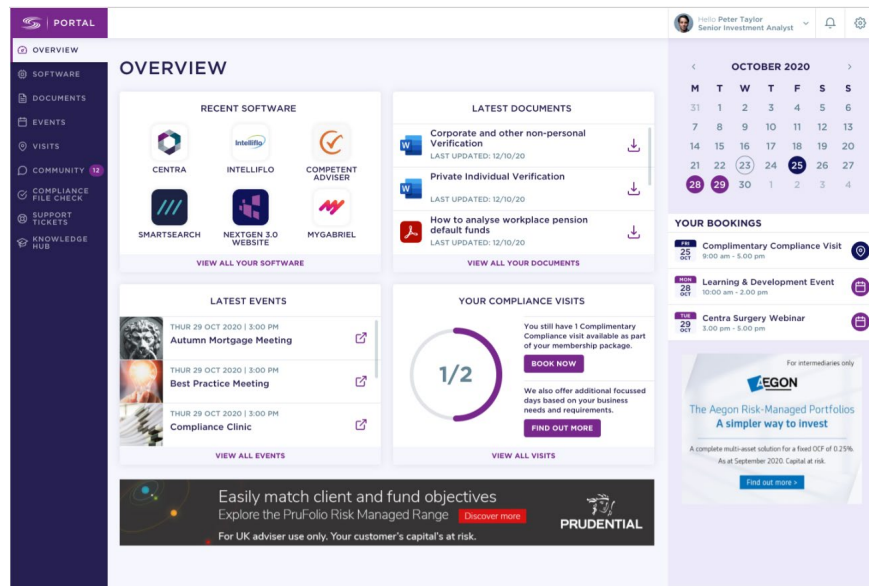 PORTAL
OVERVIEW
SOFTWARE
DOCUMENTS
EVENTS
VISITS
COMMUNITY 12
COMPLIANCE
FILE CHECK
SUPPORT
TICKETS
KNOWLEDGE
HUB
OVERVIEW
RECENT SOFTWARE
Intelliflo
CENTRA
INTELLIFLO
COMPETENT
ADVISER
SMARTSEARCH
NEXTGEN 3.0
WEBSITE
MYGABRIEL
VIEW ALL YOUR SOFTWARE
LATEST DOCUMENTS
Corporate and other non-personal
Verification
LAST UPDATED: 12/10/20
Private Individual Verification
LAST UPDATED: 12/10/20
How to analyse workplace pension
default funds
LAST UPDATED: 12/10/20
VIEW ALL YOUR DOCUMENTS
LATEST EVENTS
THUR 29 OCT 2020 | 3:00 PM
Autumn Mortgage Meeting
THUR 29 OCT 2020 | 3:00 PM
Best Practice Meeting
THUR 29 OCT 2020 | 3:00 PM
Compliance Clinic
VIEW ALL EVENTS
YOUR COMPLIANCE VISITS
1/2
You still have 1 Complimentary
Compliance visit available as part
of your membership package.
BOOK NOW
We also offer additional focussed
days based on your business
needs and requirements.
FIND OUT MORE
VIEW ALL VISITS
Easily match client and fund objectives
Explore the PruFolio Risk Managed Range Discover more
For UK adviser use only. Your customer's capital's at risk.
PRUDENTIAL
Hello Peter Taylor
Senior Investment Analyst
OCTOBER 2020
M T W T F S S
31 1 2 3 4 5 6
7 8 9 10 11 12 13
14 15 16 17 18 19 20
21 22 23 24 25 26 27
28 29 30 1 2 3 4
YOUR BOOKINGS
FRI
25
OCT
Complimentary Compliance Visit
9:00 am - 5.00 pm
MON
28
OCT
Learning & Development Event
10:00 am - 2.00 pm
TUE
29
OCT
Centra Surgery Webinar
3.00 pm - 5.00 pm
For intermediaries only
AEGON
The Aegon Risk-Managed Portfolios
A simpler way to invest
A complete multi-asset solution for a fixed OCF of 0.25%.
As at September 2020. Capital at risk.
Find out more >